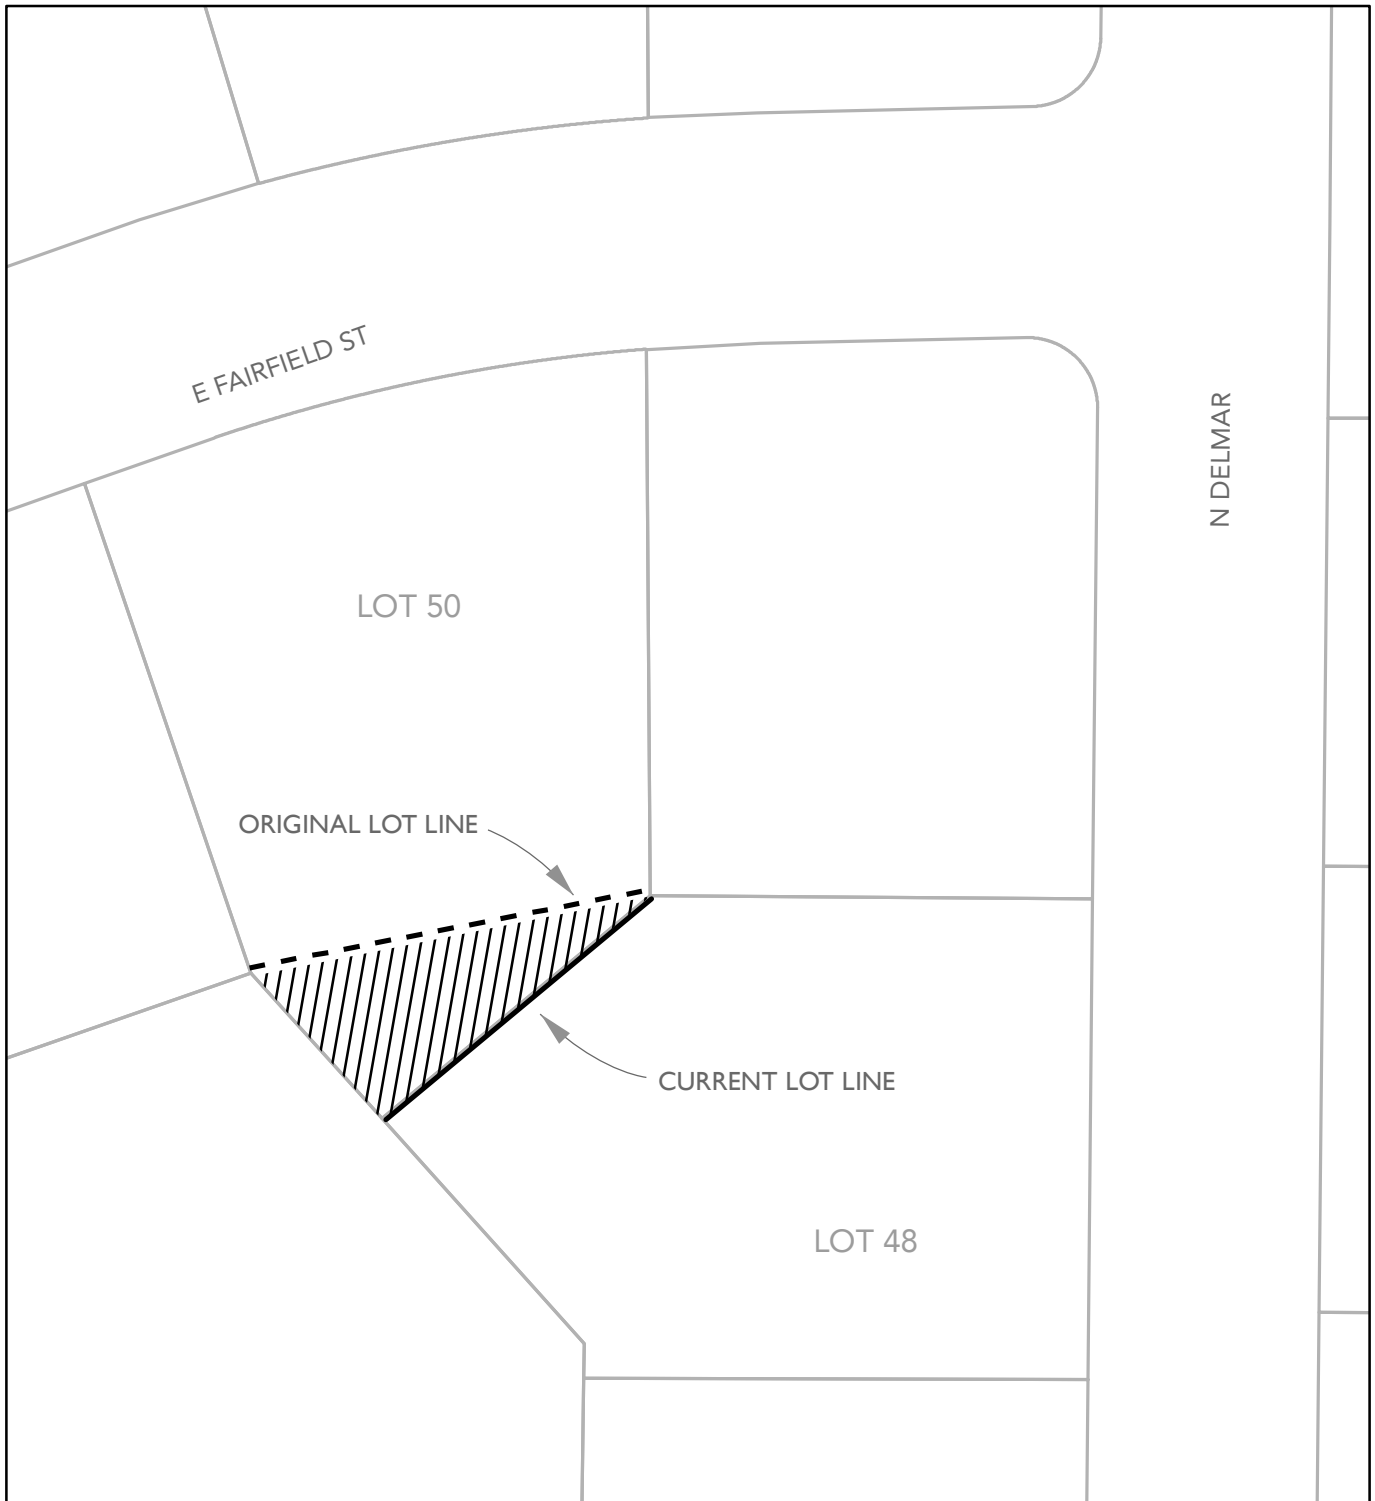 E FAIRFIELD ST
N DELMAR
LOT 50
ORIGINAL LOT LINE
CURRENT LOT LINE
LOT 48